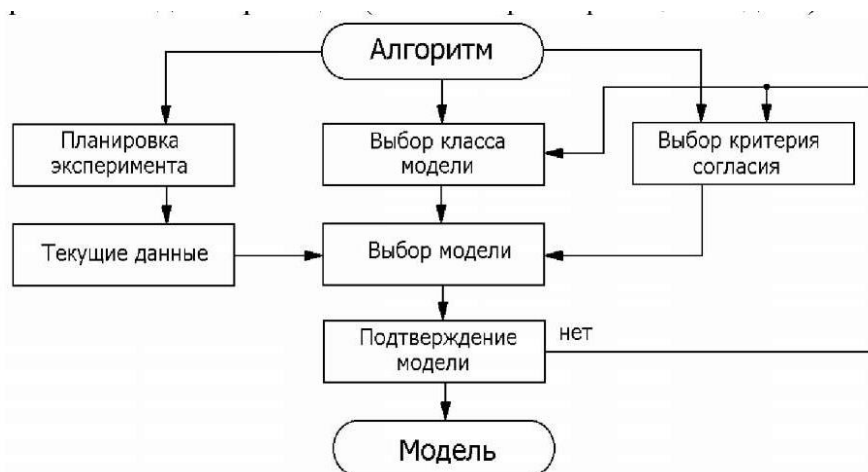 Алгоритм
Планировка
эксперимента
Выбор класса
модели
Выбор критерия
согласия
Текущие данные
Выбор модели
Подтверждение
модели
нет
Модель